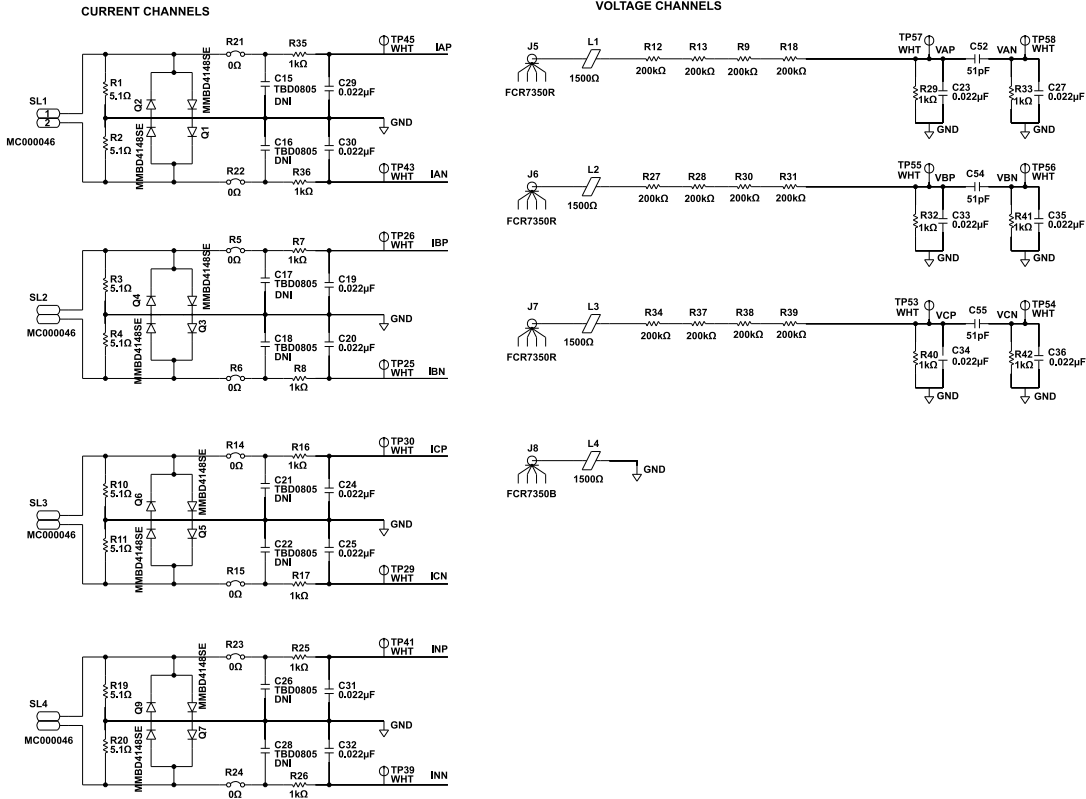 CURRENT CHANNELS
R21
0Ω
R35
1kΩ
TP45
WHT
IAP
R1
5.1Ω
Q2
MMBD4148SE
C15
TBD0805
DNI
C29
0.022µF
SL1
1
2
MC000046
GND
R2
5.1Ω
MMBD4148SE
Q1
C16
TBD0805
DNI
C30
0.022µF
R22
0Ω
R36
1kΩ
TP43
WHT
IAN
R5
0Ω
R7
1kΩ
TP26
WHT
IBP
R3
5.1Ω
Q4
MMBD4148SE
C17
TBD0805
DNI
C19
0.022µF
SL2
MC000046
GND
R4
5.1Ω
MMBD4148SE
Q3
C18
TBD0805
DNI
C20
0.022µF
R6
0Ω
R8
1kΩ
TP25
WHT
IBN
R14
0Ω
R16
1kΩ
TP30
WHT
ICP
R10
5.1Ω
Q6
MMBD4148SE
C21
TBD0805
DNI
C24
0.022µF
SL3
MC000046
GND
R11
5.1Ω
MMBD4148SE
Q5
C22
TBD0805
DNI
C25
0.022µF
R15
0Ω
R17
1kΩ
TP29
WHT
ICN
R23
0Ω
R25
1kΩ
TP41
WHT
INP
R19
5.1Ω
Q9
MMBD4148SE
C26
TBD0805
DNI
C31
0.022µF
SL4
MC000046
GND
R20
5.1Ω
MMBD4148SE
Q7
C28
TBD0805
DNI
C32
0.022µF
R24
0Ω
R26
1kΩ
TP39
WHT
INN
VOLTAGE CHANNELS
J5
FCR7350R
L1
1500Ω
R12
200kΩ
R13
200kΩ
R9
200kΩ
R18
200kΩ
TP57
WHT
VAP
C52
51pF
VAN
TP58
WHT
R29
1kΩ
C23
0.022µF
R33
1kΩ
C27
0.022µF
GND
GND
J6
FCR7350R
L2
1500Ω
R27
200kΩ
R28
200kΩ
R30
200kΩ
R31
200kΩ
TP55
WHT
VBP
C54
51pF
VBN
TP56
WHT
R32
1kΩ
C33
0.022µF
R41
1kΩ
C35
0.022µF
GND
GND
J7
FCR7350R
L3
1500Ω
R34
200kΩ
R37
200kΩ
R38
200kΩ
R39
200kΩ
TP53
WHT
VCP
C55
51pF
VCN
TP54
WHT
R40
1kΩ
C34
0.022µF
R42
1kΩ
C36
0.022µF
GND
GND
J8
FCR7350B
L4
1500Ω
GND